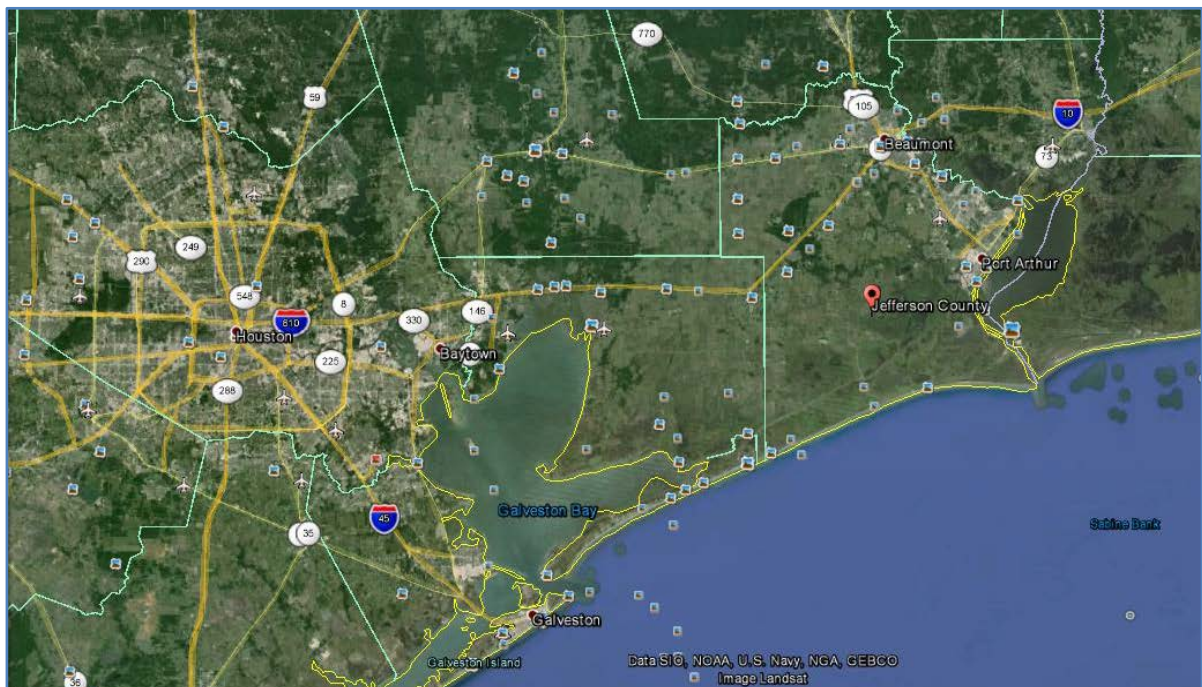 770
59
105
10
Beaumont
73
249
290
Port Arthur
548
8
146
Jefferson County
330
610
Houston
Baytown
225
288
Galveston Bay
45
Sabine Bank
36
Galveston
Galveston Island
Data SIO, NOAA, U.S. Navy, NGA, GEBCO
Image Landsat
36